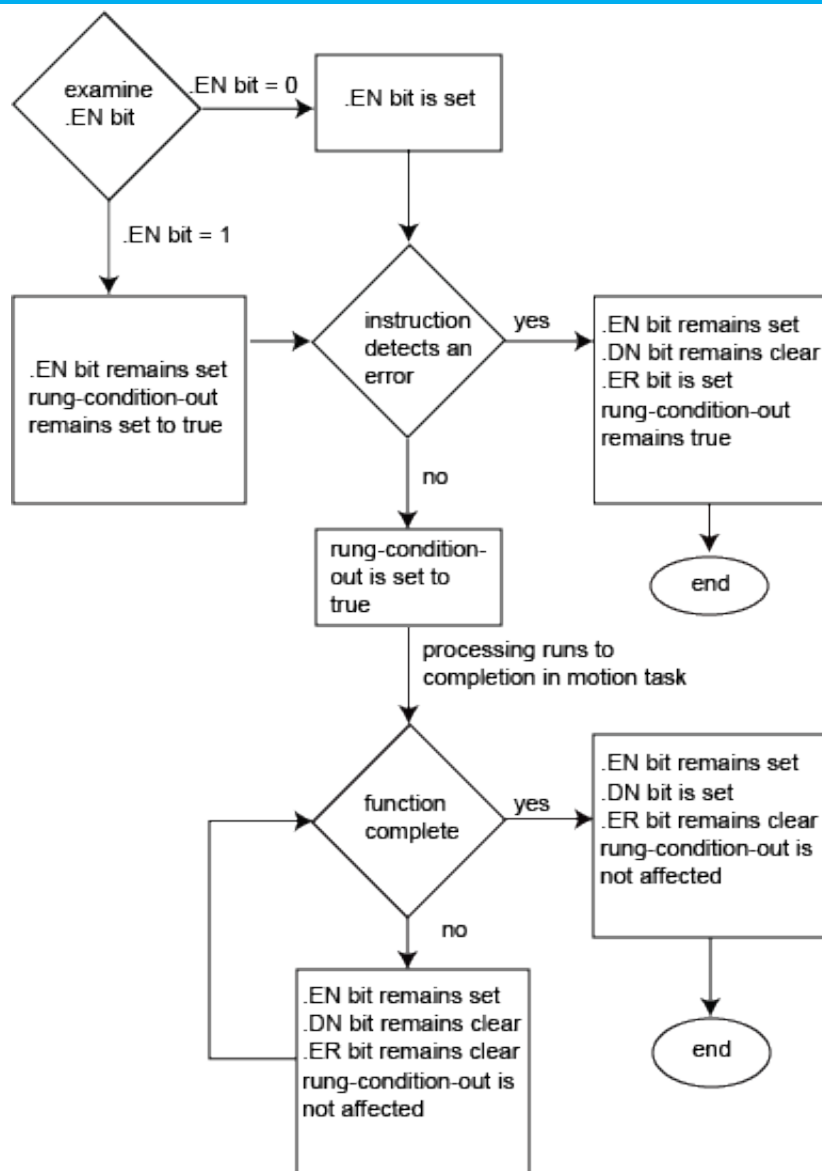 examine
.EN bit
.EN bit = 0
.EN bit is set
.EN bit = 1
.EN bit remains set
rung-condition-out
remains set to true
instruction
detects an
error
yes
.EN bit remains set
.DN bit remains clear
.ER bit is set
rung-condition-out
remains true
end
no
rung-condition-
out is set to
true
processing runs to
completion in motion task
function
complete
yes
.EN bit remains set
.DN bit is set
.ER bit remains clear
rung-condition-out is
not affected
end
no
.EN bit remains set
.DN bit remains clear
.ER bit remains clear
rung-condition-out is
not affected